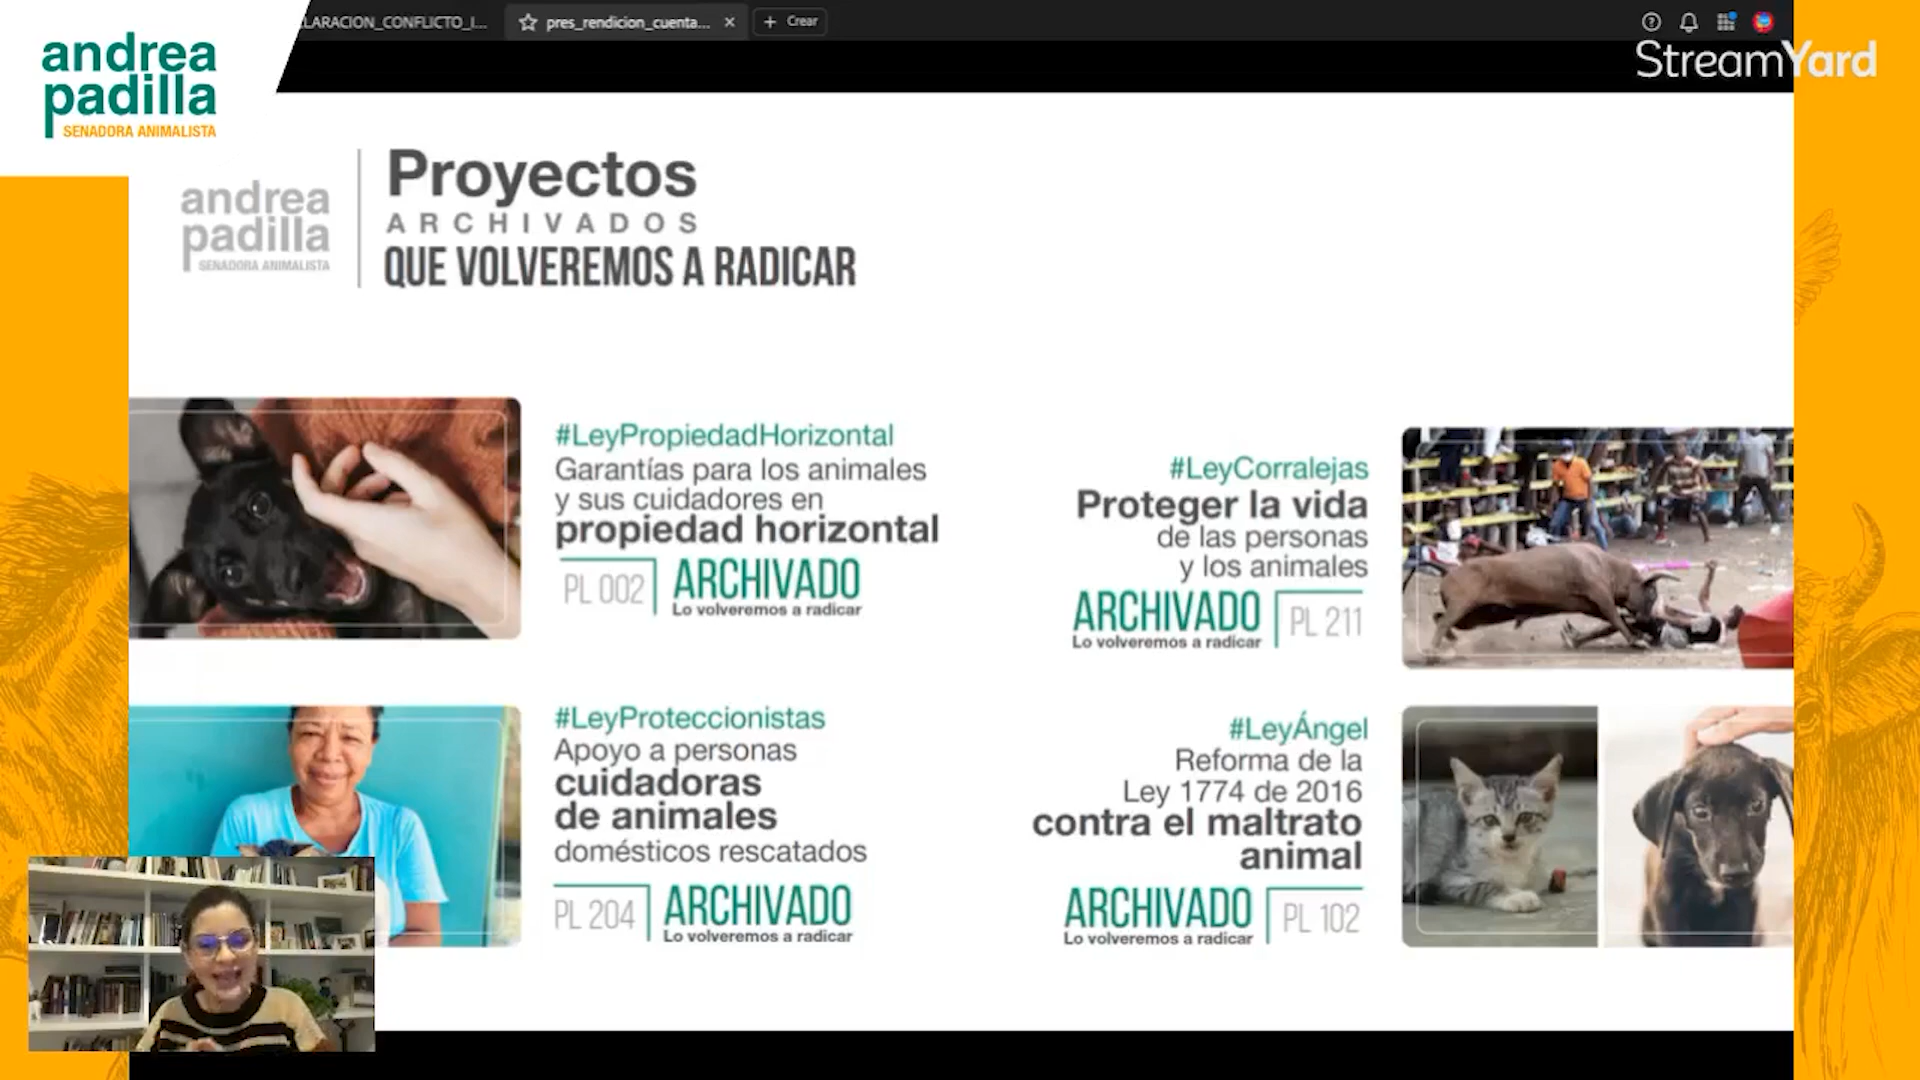 LARACION_CONFLICTO_I...
pres_rendicion_cuenta...
Crear
StreamYard
andrea
padilla
SENADORA ANIMALISTA
andrea
padilla
SENADORA ANIMALISTA
Proyectos
ARCHIVADOS
QUE VOLVEREMOS A RADICAR
#LeyPropiedadHorizontal
Garantías para los animales
y sus cuidadores en
propiedad horizontal
PL 002
ARCHIVADO
Lo volveremos a radicar
#LeyCorralejas
Proteger la vida
de las personas
y los animales
ARCHIVADO
Lo volveremos a radicar
PL 211
#LeyProteccionistas
Apoyo a personas
cuidadoras
de animales
domésticos rescatados
PL 204
ARCHIVADO
Lo volveremos a radicar
#LeyÁngel
Reforma de la
Ley 1774 de 2016
contra el maltrato
animal
ARCHIVADO
Lo volveremos a radicar
PL 102